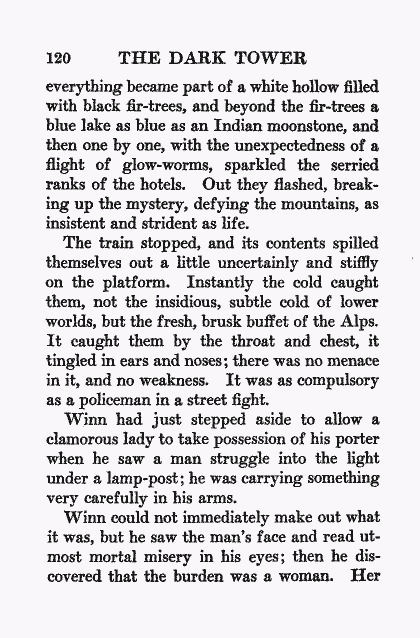 120 THE DARK TOWER
everything became part of a white hollow filled
with black fir-trees, and beyond the fir-trees a
blue lake as blue as an Indian moonstone, and
then one by one, with the unexpectedness of a
flight of glow-worms, sparkled the serried
ranks of the hotels. Out they flashed, break-
ing up the mystery, defying the mountains, as
insistent and strident as life.
The train stopped, and its contents spilled
themselves out a little uncertainly and stiffly
on the platform. Instantly the cold caught
them, not the insidious, subtle cold of lower
worlds, but the fresh, brusk buffet of the Alps.
It caught them by the throat and chest, it
tingled in ears and noses; there was no menace
in it, and no weakness. It was as compulsory
as a policeman in a street fight.
Winn had just stepped aside to allow a
clamorous lady to take possession of his porter
when he saw a man struggle into the light
under a lamp-post; he was carrying something
very carefully in his arms.
Winn could not immediately make out what
it was, but he saw the man's face and read ut-
most mortal misery in his eyes; then he dis-
covered that the burden was a woman. Her